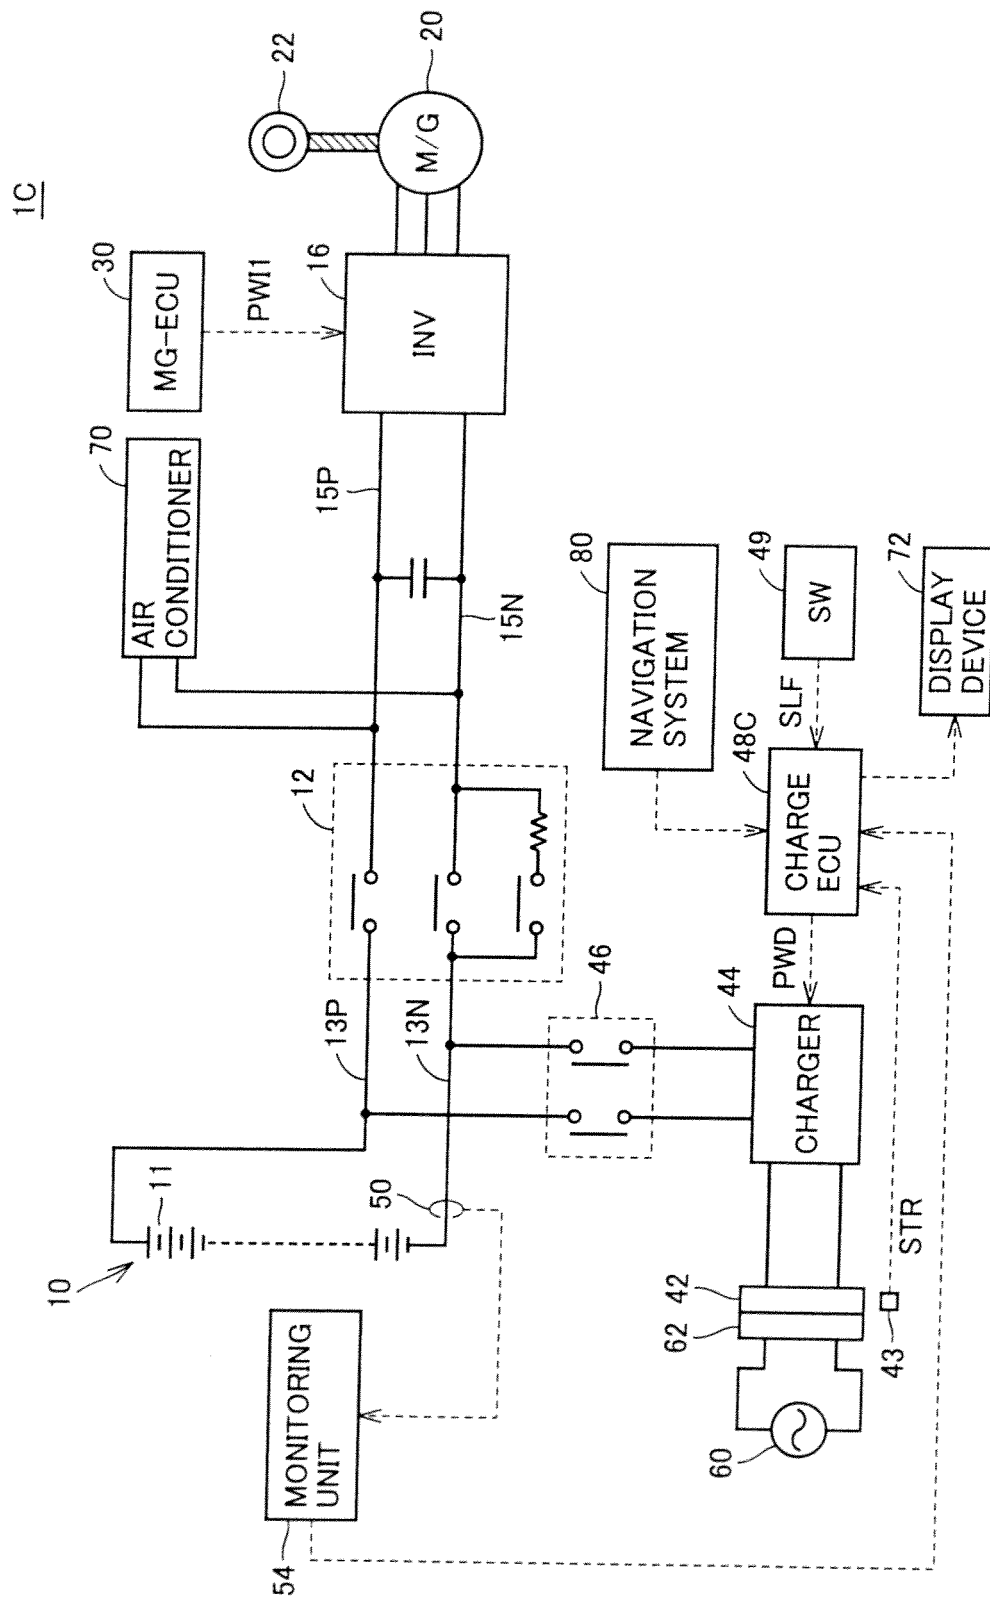 1C
22
20
M/G
30
MG-ECU
PWI1
16
INV
70
AIR
CONDITIONER
15P
15N
12
13P
13N
46
10
11
50
MONITORING
UNIT
54
80
NAVIGATION
SYSTEM
49
SW
SLF
72
DISPLAY
DEVICE
48C
CHARGE
ECU
PWD
44
CHARGER
STR
42
62
43
60